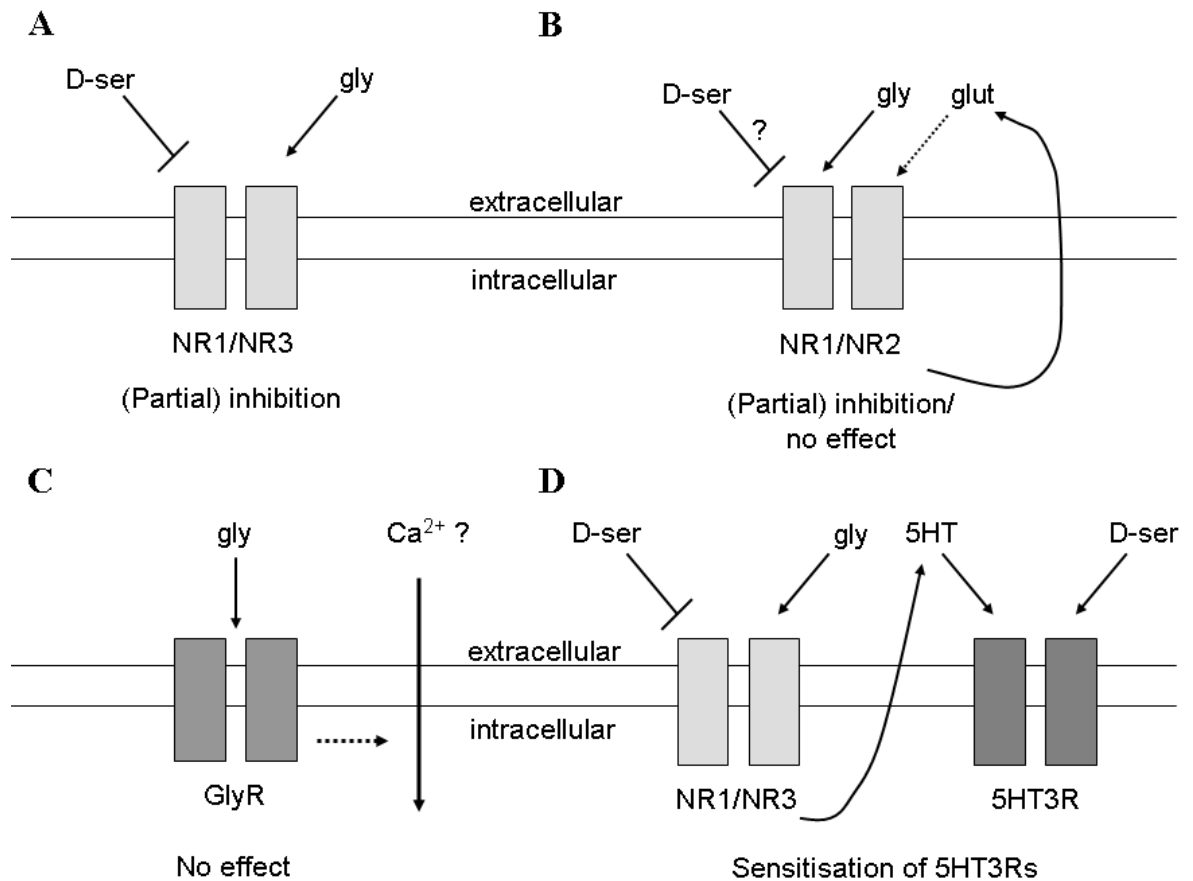 A
D-ser
gly
NR1/NR3
(Partial) inhibition
B
D-ser
?
gly
glut
extracellular
intracellular
NR1/NR2
(Partial) inhibition/
no effect
C
gly
Ca²⁺ ?
GlyR
No effect
D
D-ser
gly
5HT
D-ser
extracellular
intracellular
NR1/NR3
5HT3R
Sensitisation of 5HT3Rs